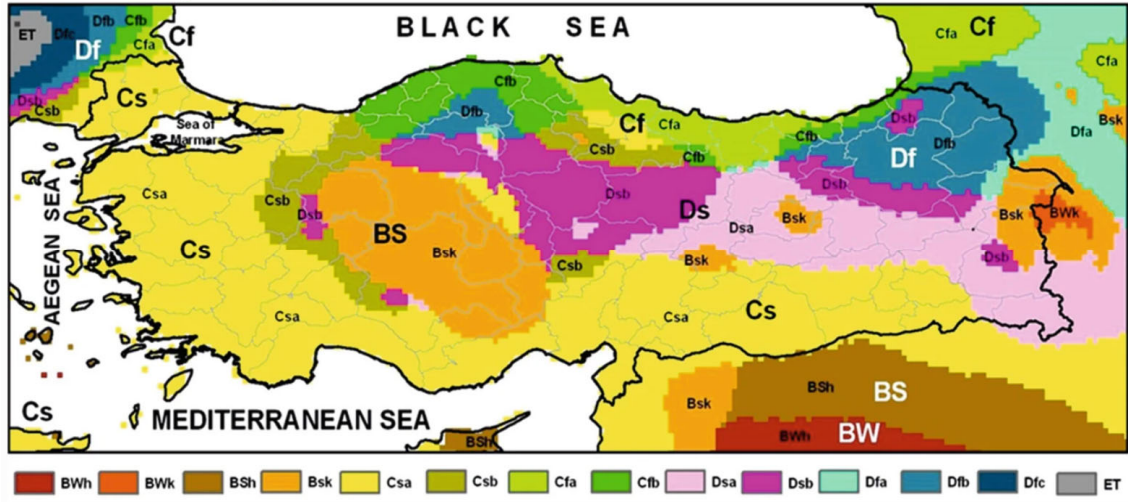 BLACK SEA
ET
Dfc
Dfb
Cfb
Df
Cfa
Cf
Dsb
Csb
Cs
Sea of
Marmara
Cfa
Cf
Cfa
Dfa
Bsk
Cfb
Dfb
Cf
Cfa
Csb
Cfb
Cfb
Dsb
Df
Dfb
AEGEAN SEA
Csa
Cs
Csb
Dsb
BS
Bsk
Dsb
Ds
Dsb
Dsa
Bsk
Bsk
BWk
Dsb
Csb
Bsk
Csa
Csa
Cs
Cs
MEDITERRANEAN SEA
BSh
Bsk
BSh
BS
BWh
BW
BWh
BWk
BSh
Bsk
Csa
Csb
Cfa
Cfb
Dsa
Dsb
Dfa
Dfb
Dfc
ET